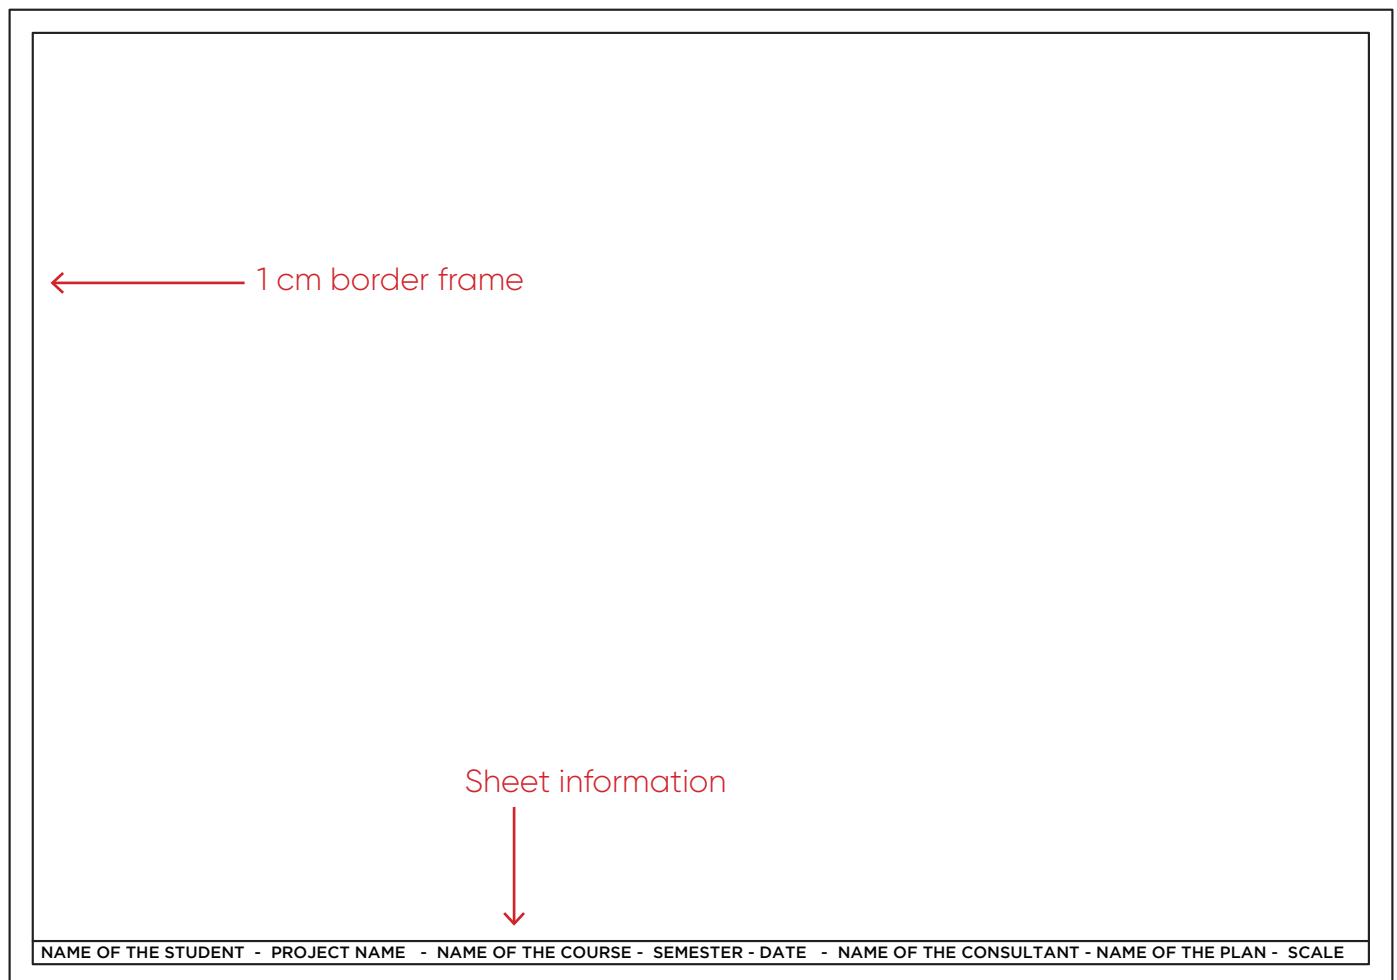 1 cm border frame
Sheet information
NAME OF THE STUDENT - PROJECT NAME - NAME OF THE COURSE - SEMESTER - DATE - NAME OF THE CONSULTANT - NAME OF THE PLAN - SCALE